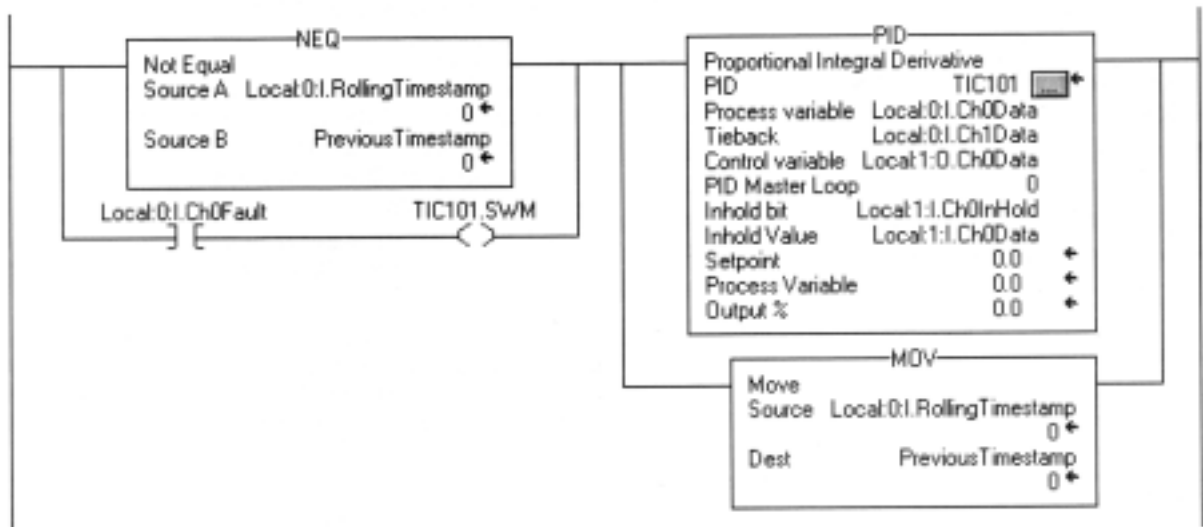 NEQ
Not Equal
Source A Local:0:I.RollingTimestamp
0
Source B PreviousTimestamp
0
Local:0:I.Ch0Fault
TIC101.SWM
PID
Proportional Integral Derivative
PID TIC101 ...
Process variable Local:0:I.Ch0Data
Tieback Local:0:I.Ch1Data
Control variable Local:1:O.Ch0Data
PID Master Loop 0
Inhold bit Local:1:I.Ch0InHold
Inhold Value Local:1:I.Ch0Data
Setpoint 0.0
Process Variable 0.0
Output % 0.0
MOV
Move
Source Local:0:I.RollingTimestamp
0
Dest PreviousTimestamp
0